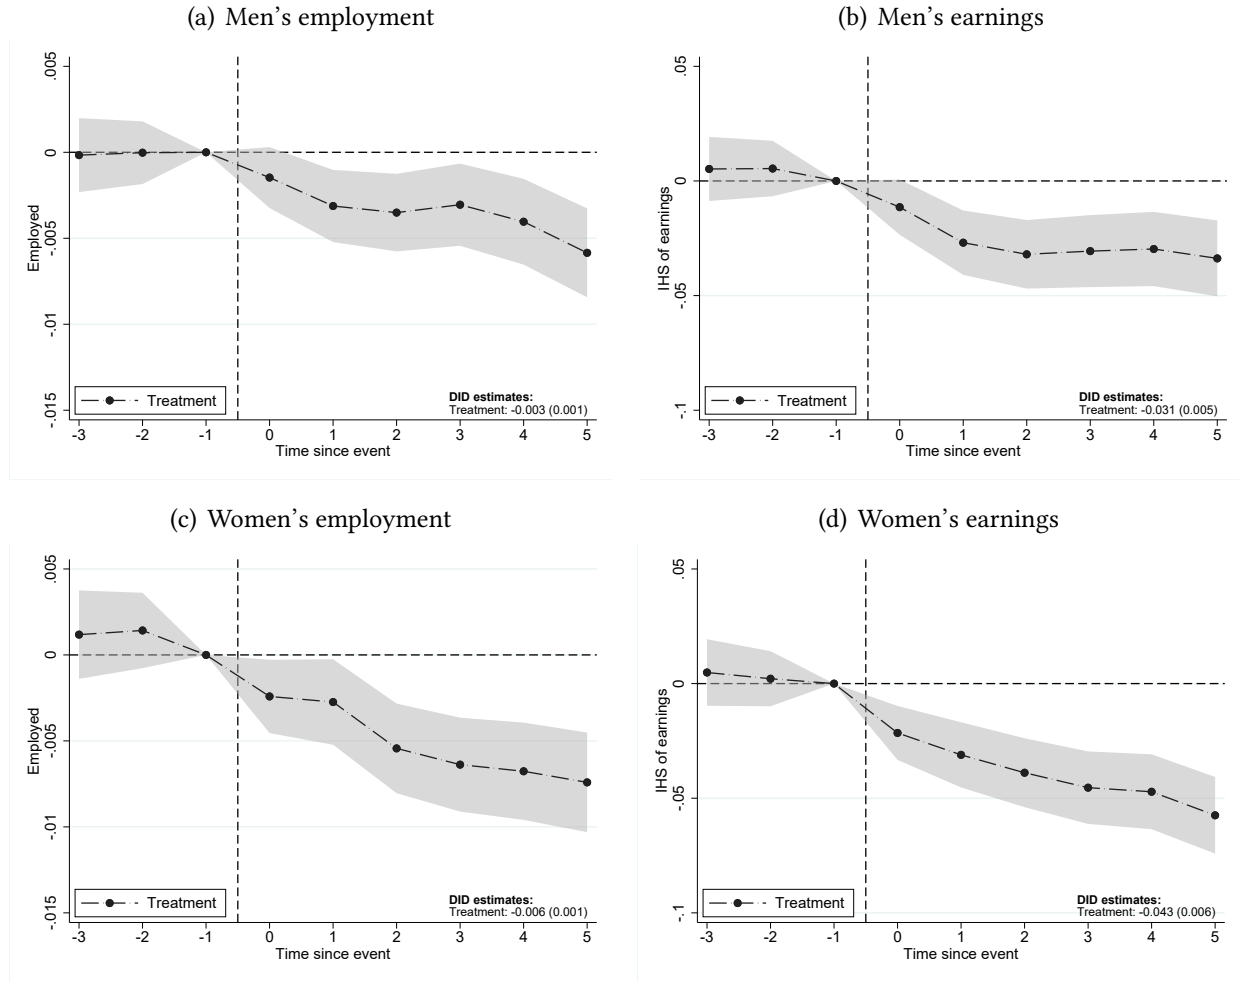 (a) Men’s employment
.005
0
-.005
-.01
-.015
Employed
Treatment
DID estimates:
Treatment: -0.003 (0.001)
-3 -2 -1 0 1 2 3 4 5
Time since event
(b) Men’s earnings
.05
0
-.05
-.1
IHS of earnings
Treatment
DID estimates:
Treatment: -0.031 (0.005)
-3 -2 -1 0 1 2 3 4 5
Time since event
(c) Women’s employment
.005
0
-.005
-.01
-.015
Employed
Treatment
DID estimates:
Treatment: -0.006 (0.001)
-3 -2 -1 0 1 2 3 4 5
Time since event
(d) Women’s earnings
.05
0
-.05
-.1
IHS of earnings
Treatment
DID estimates:
Treatment: -0.043 (0.006)
-3 -2 -1 0 1 2 3 4 5
Time since event